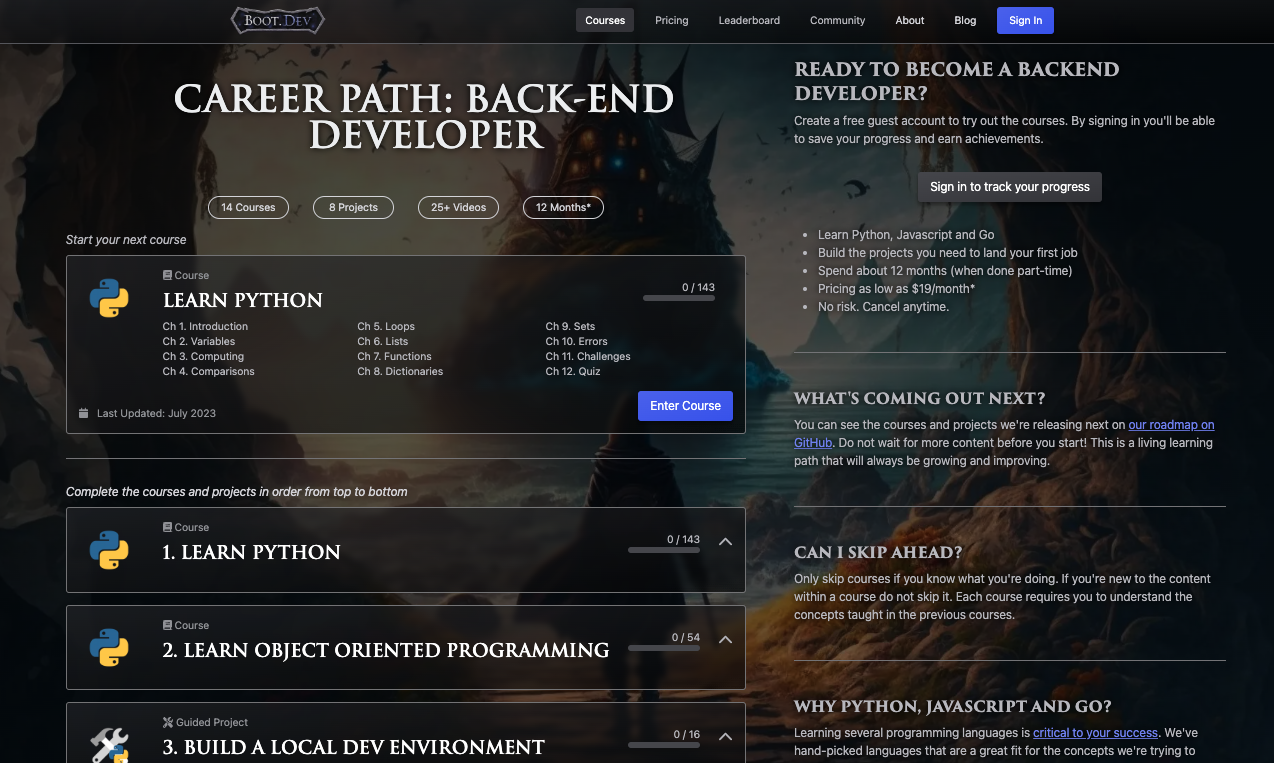 BOOT.DEV
Courses
Pricing
Leaderboard
Community
About
Blog
Sign In
CAREER PATH: BACK-END
DEVELOPER
14 Courses
8 Projects
25+ Videos
12 Months*
Start your next course
Course
LEARN PYTHON
0 / 143
Ch 1. Introduction
Ch 2. Variables
Ch 3. Computing
Ch 4. Comparisons
Ch 5. Loops
Ch 6. Lists
Ch 7. Functions
Ch 8. Dictionaries
Ch 9. Sets
Ch 10. Errors
Ch 11. Challenges
Ch 12. Quiz
Last Updated: July 2023
Enter Course
Complete the courses and projects in order from top to bottom
Course
1. LEARN PYTHON
0 / 143
Course
2. LEARN OBJECT ORIENTED PROGRAMMING
0 / 54
Guided Project
3. BUILD A LOCAL DEV ENVIRONMENT
0 / 16
READY TO BECOME A BACKEND
DEVELOPER?
Create a free guest account to try out the courses. By signing in you'll be able
to save your progress and earn achievements.
Sign in to track your progress
• Learn Python, Javascript and Go
• Build the projects you need to land your first job
• Spend about 12 months (when done part-time)
• Pricing as low as $19/month*
• No risk. Cancel anytime.
WHAT'S COMING OUT NEXT?
You can see the courses and projects we're releasing next on our roadmap on
GitHub. Do not wait for more content before you start! This is a living learning
path that will always be growing and improving.
CAN I SKIP AHEAD?
Only skip courses if you know what you're doing. If you're new to the content
within a course do not skip it. Each course requires you to understand the
concepts taught in the previous courses.
WHY PYTHON, JAVASCRIPT AND GO?
Learning several programming languages is critical to your success. We've
hand-picked languages that are a great fit for the concepts we're trying to